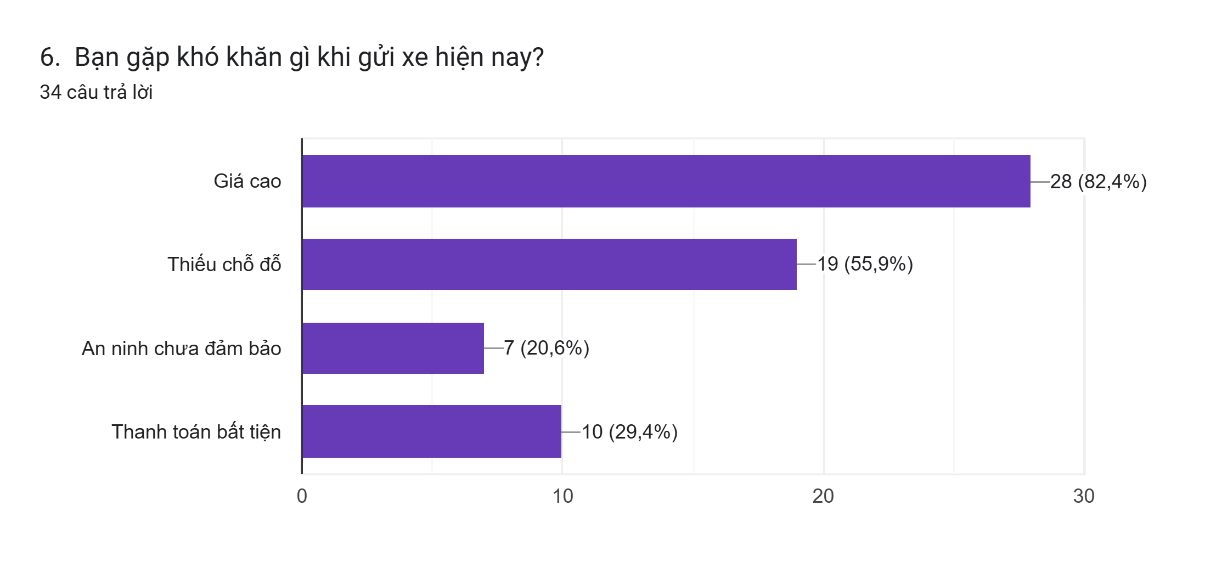 6. Bạn gặp khó khăn gì khi gửi xe hiện nay?
34 câu trả lời
Giá cao
28 (82,4%)
Thiếu chỗ đỗ
19 (55,9%)
An ninh chưa đảm bảo
7 (20,6%)
Thanh toán bất tiện
10 (29,4%)
0 10 20 30